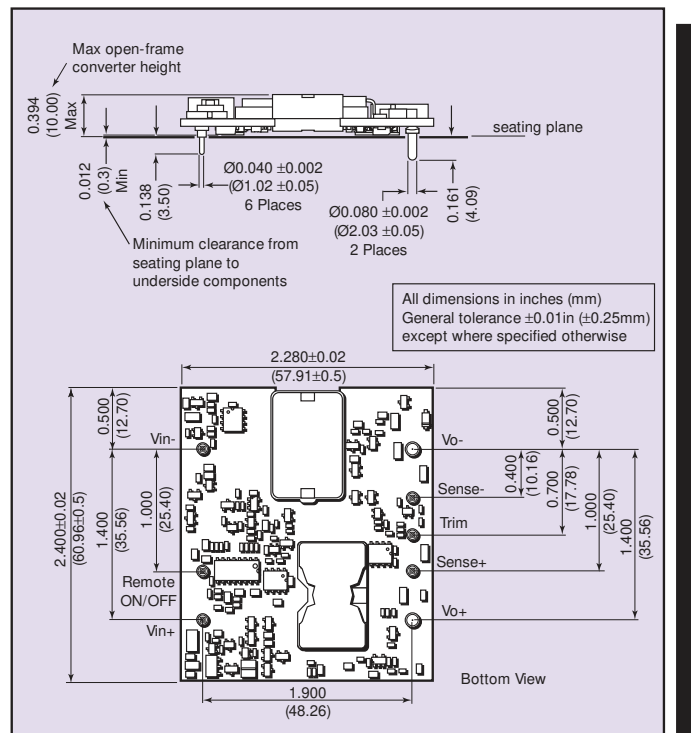 Max open-frame
converter height
0.394
(10.00)
Max
seating plane
0.012
(0.3)
Min
0.138
(3.50)
Ø0.040 ±0.002
(Ø1.02 ±0.05)
6 Places
Ø0.080 ±0.002
(Ø2.03 ±0.05)
2 Places
0.161
(4.09)
Minimum clearance from
seating plane to
underside components
All dimensions in inches (mm)
General tolerance ±0.01in (±0.25mm)
except where specified otherwise
2.280±0.02
(57.91±0.5)
0.500
(12.70)
0.500
(12.70)
Vin-
Vo-
2.400±0.02
(60.96±0.5)
1.400
(35.56)
1.000
(25.40)
0.400
(10.16)
0.700
(17.78)
1.000
(25.40)
1.400
(35.56)
Sense-
Trim
Sense+
Remote
ON/OFF
Vin+
Vo+
Bottom View
1.900
(48.26)